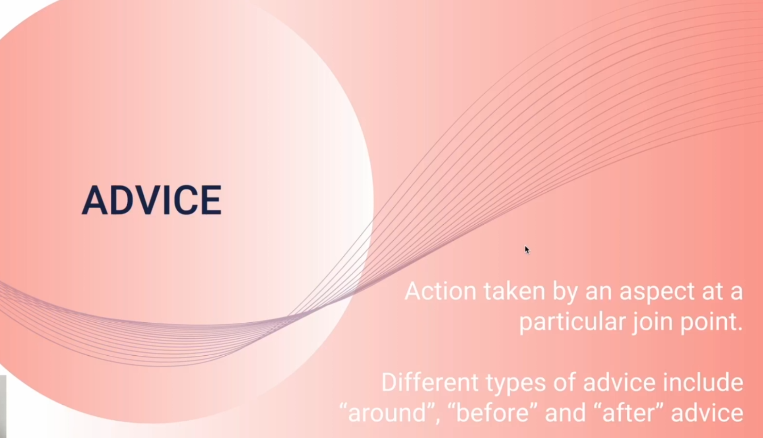 ADVICE
Action taken by an aspect at a
particular join point.
Different types of advice include
“around”, “before” and “after” advice